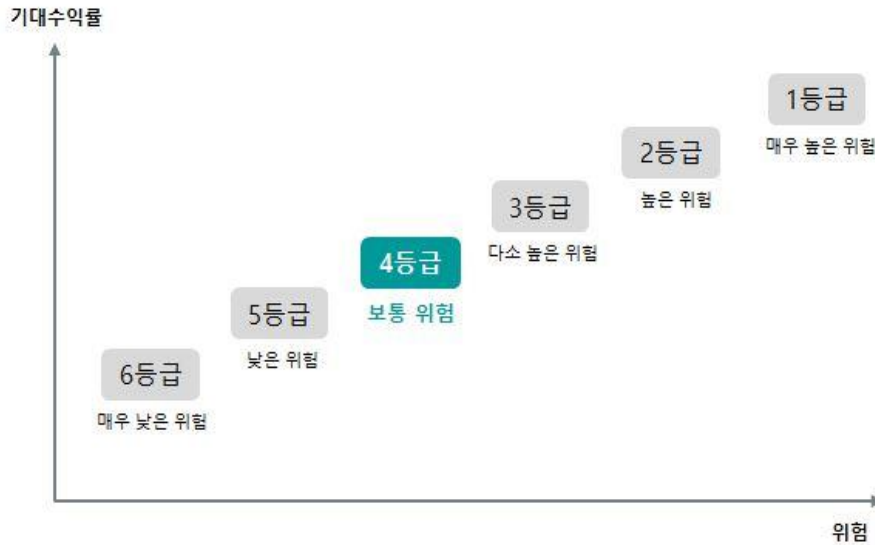 기대수익률
1등급
매우 높은 위험
2등급
높은 위험
3등급
다소 높은 위험
4등급
보통 위험
5등급
낮은 위험
6등급
매우 낮은 위험
위험